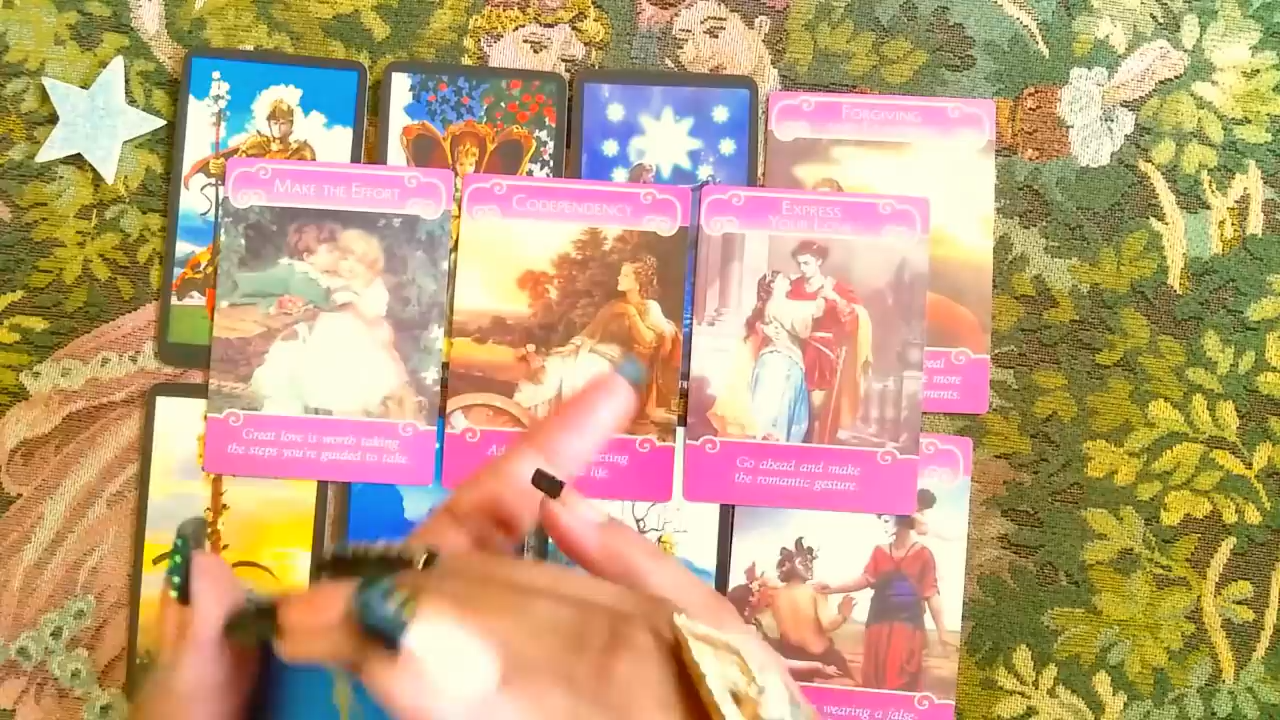 FORGIVING
MAKE THE EFFORT
CODEPENDENCY
EXPRESS
YOUR LOVE
more
ments.
Great love is worth taking
the steps you're guided to take.
life
Go ahead and make
the romantic gesture.
wearing a false